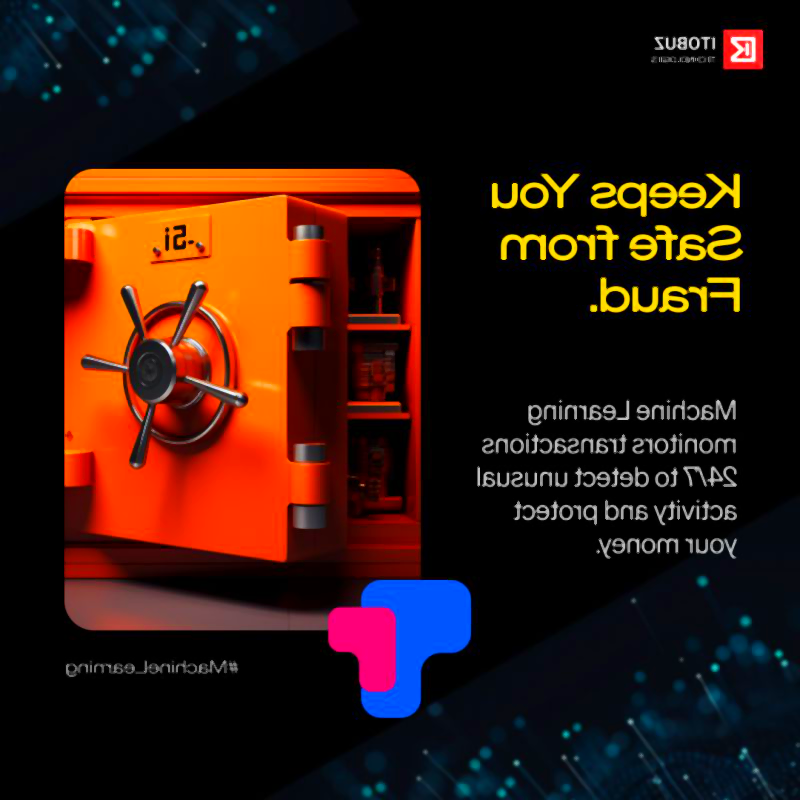 ITOBUZ
TECHNOLOGIES
Keeps You
Safe from
Fraud.
Machine Learning
monitors transactions
24/7 to detect unusual
activity and protect
your money.
#MachineLearning